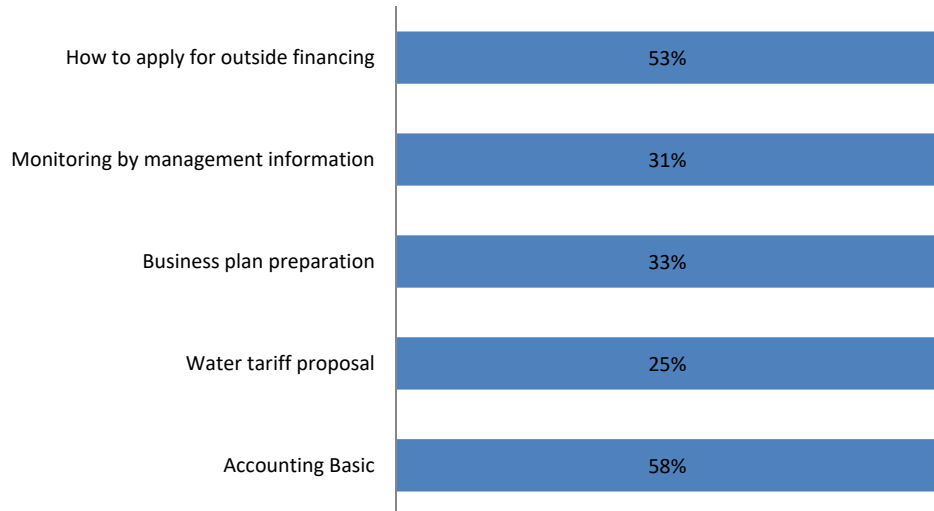 How to apply for outside financing 53%
Monitoring by management information 31%
Business plan preparation 33%
Water tariff proposal 25%
Accounting Basic 58%